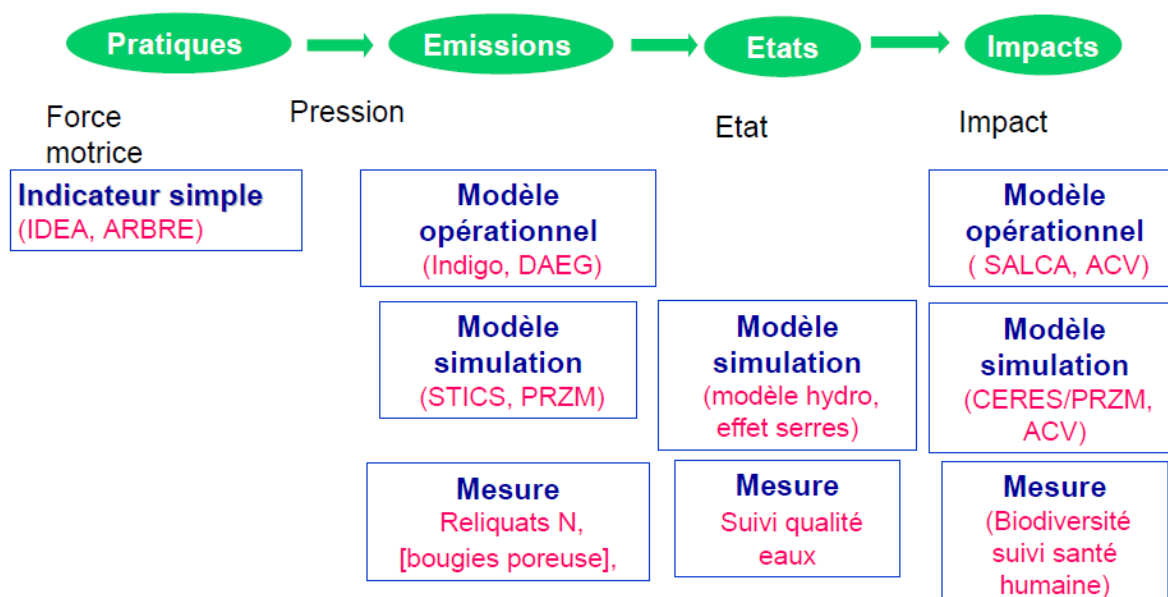 Pratiques
Emissions
Etats
Impacts
Force
motrice
Pression
Etat
Impact
Indicateur simple
(IDEA, ARBRE)
Modèle
opérationnel
(Indigo, DAEG)
Modèle
opérationnel
( SALCA, ACV)
Modèle
simulation
(STICS, PRZM)
Modèle
simulation
(modèle hydro,
effet serres)
Modèle
simulation
(CERES/PRZM,
ACV)
Mesure
Reliquats N,
[bougies poreuse],
Mesure
Suivi qualité
eaux
Mesure
(Biodiversité
suivi santé
humaine)